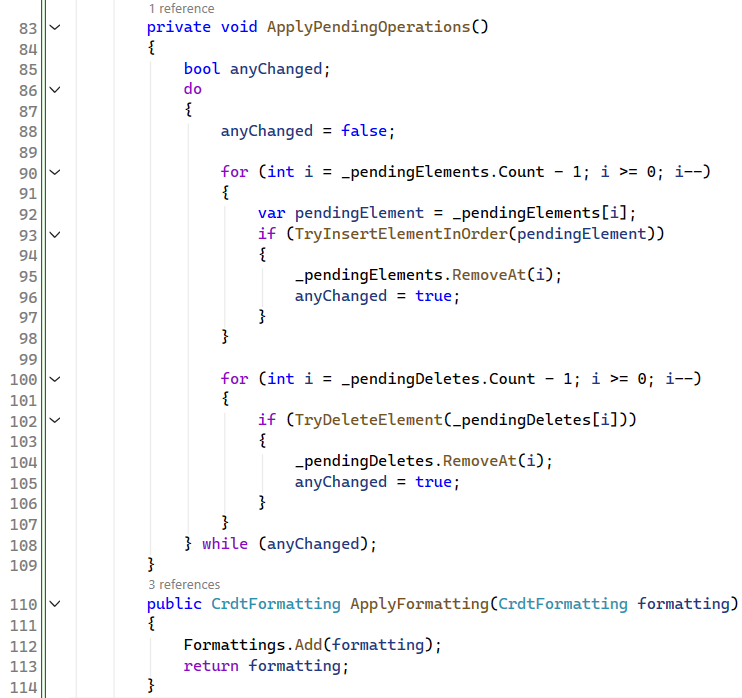 1 reference
83 private void ApplyPendingOperations()
84 {
85 bool anyChanged;
86 do
87 {
88 anyChanged = false;
89
90 for (int i = _pendingElements.Count - 1; i >= 0; i--)
91 {
92 var pendingElement = _pendingElements[i];
93 if (TryInsertElementInOrder(pendingElement))
94 {
95 _pendingElements.RemoveAt(i);
96 anyChanged = true;
97 }
98 }
99
100 for (int i = _pendingDeletes.Count - 1; i >= 0; i--)
101 {
102 if (TryDeleteElement(_pendingDeletes[i]))
103 {
104 _pendingDeletes.RemoveAt(i);
105 anyChanged = true;
106 }
107 }
108 } while (anyChanged);
109 }
3 references
110 public CrdtFormatting ApplyFormatting(CrdtFormatting formatting)
111 {
112 Formattings.Add(formatting);
113 return formatting;
114 }